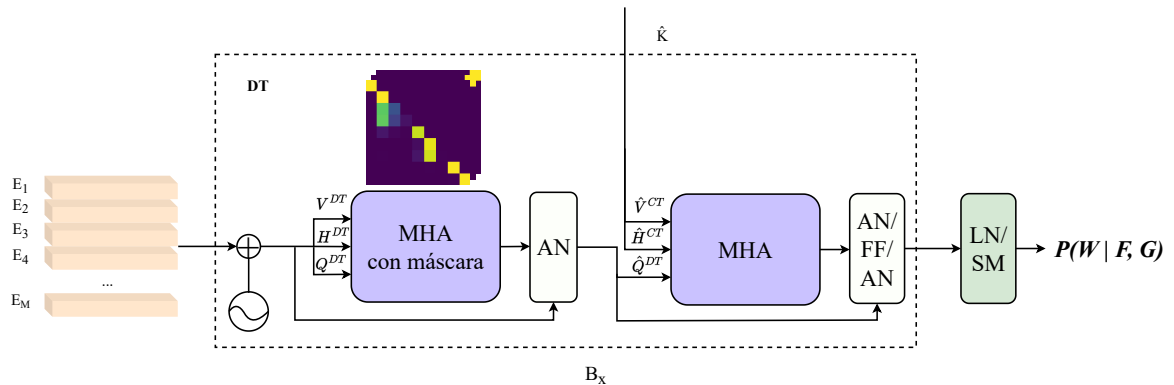 K̂
DT
E₁
E₂
E₃
E₄
...
E_M
V^DT
H^DT
Q^DT
MHA
con máscara
AN
V̂^CT
Ĥ^CT
Q̂^DT
MHA
AN/
FF/
AN
LN/
SM
P(W | F, G)
Bₓ